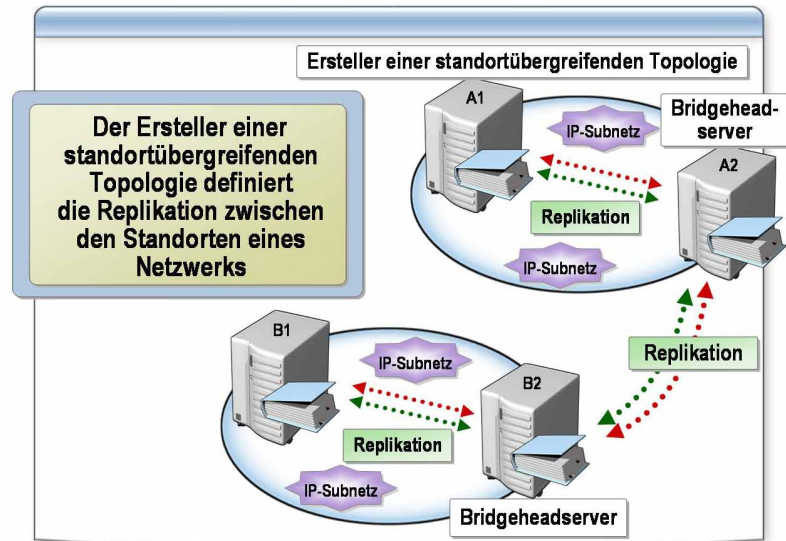 Ersteller einer standortübergreifenden Topologie
Der Ersteller einer
standortübergreifenden
Topologie definiert
die Replikation zwischen
den Standorten eines
Netzwerks
A1
IP-Subnetz
Bridgehead-
server
A2
Replikation
IP-Subnetz
Replikation
B1
IP-Subnetz
B2
Replikation
IP-Subnetz
Bridgeheadserver